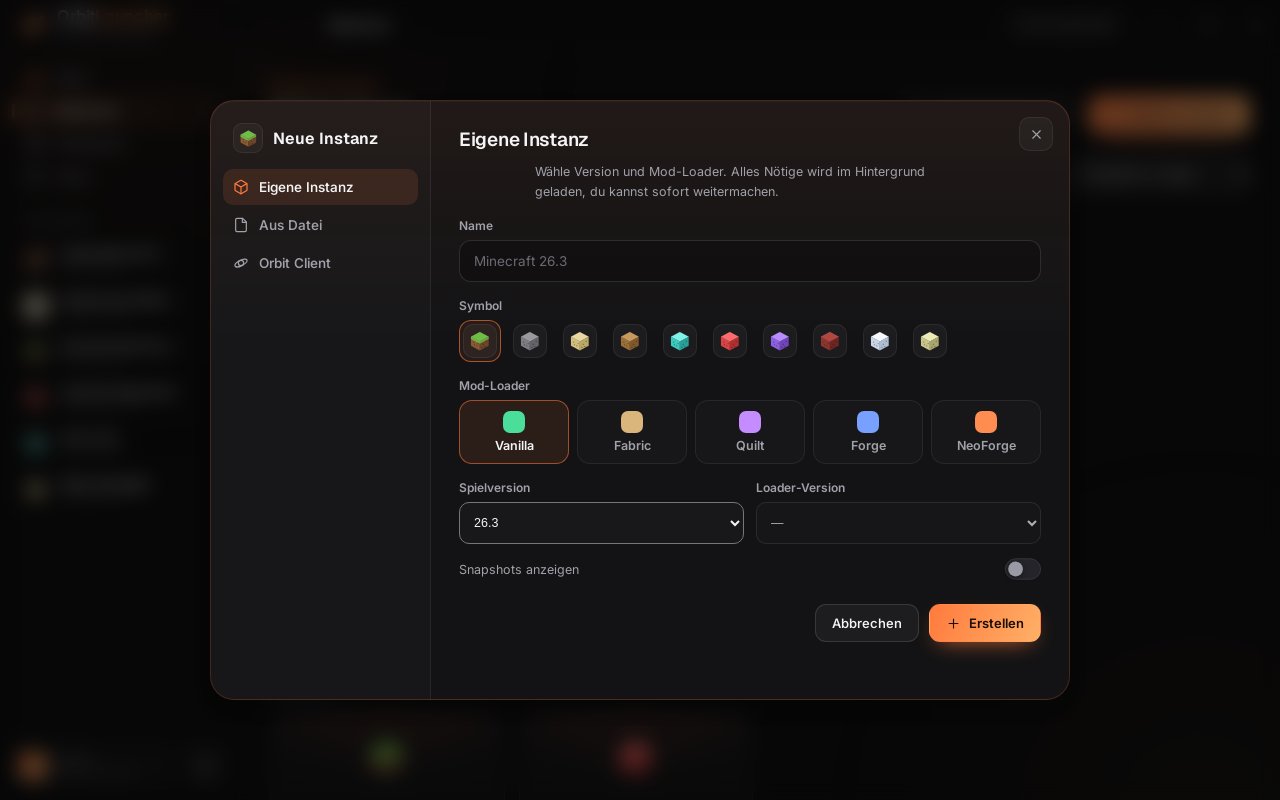 Neue Instanz
Eigene Instanz
Aus Datei
Orbit Client
Eigene Instanz
Wähle Version und Mod-Loader. Alles Nötige wird im Hintergrund
geladen, du kannst sofort weitermachen.
Name
Minecraft 26.3
Symbol
Mod-Loader
Vanilla
Fabric
Quilt
Forge
NeoForge
Spielversion
Loader-Version
26.3
—
Snapshots anzeigen
Abbrechen
Erstellen